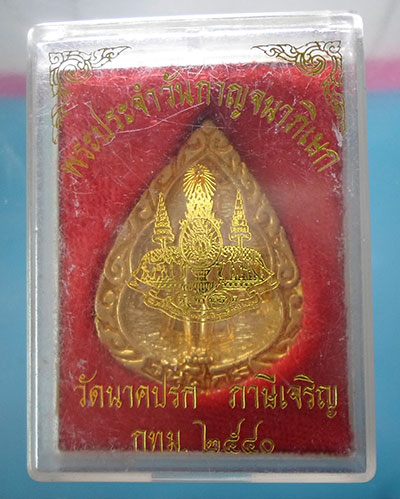 พระประจำวันกาญจนาภิเษก
วัดนาคปรก ภาษีเจริญ
กทม. ๒๕๔๐